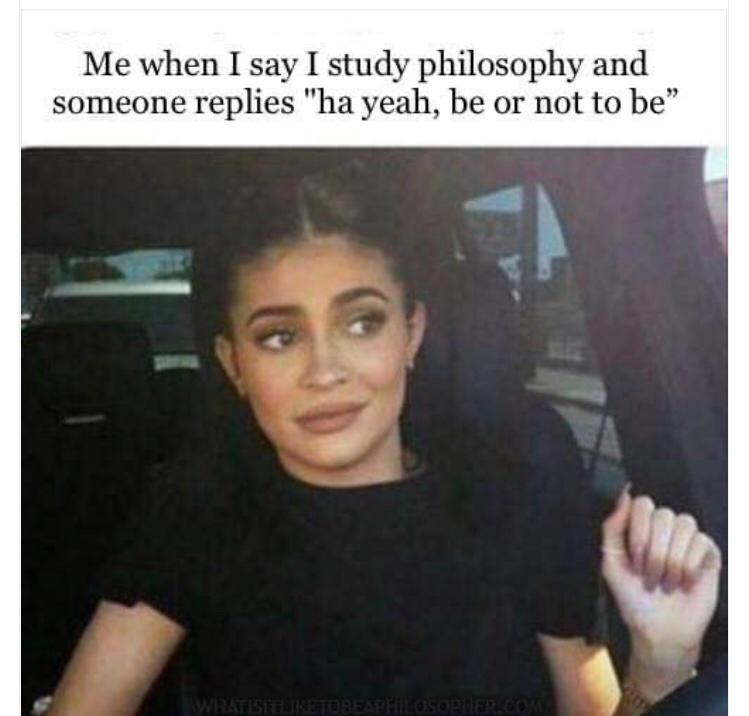 Me when I say I study philosophy and
someone replies "ha yeah, be or not to be”
WHATISITLIKETOBEAPHILOSOPHER.COM